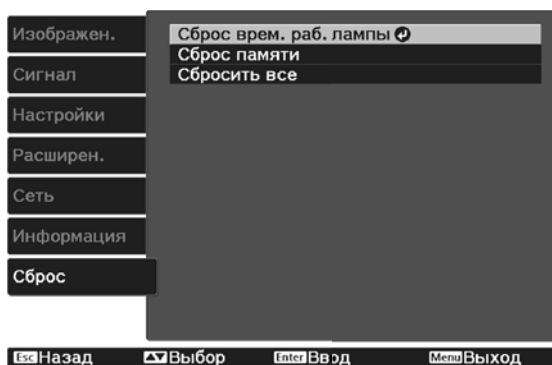 Изображен.
Сигнал
Настройки
Расширен.
Сеть
Информация
Сброс
Сброс врем. раб. лампы
Сброс памяти
Сбросить все
Esc Назад Выбор Enter Ввод Menu Выход